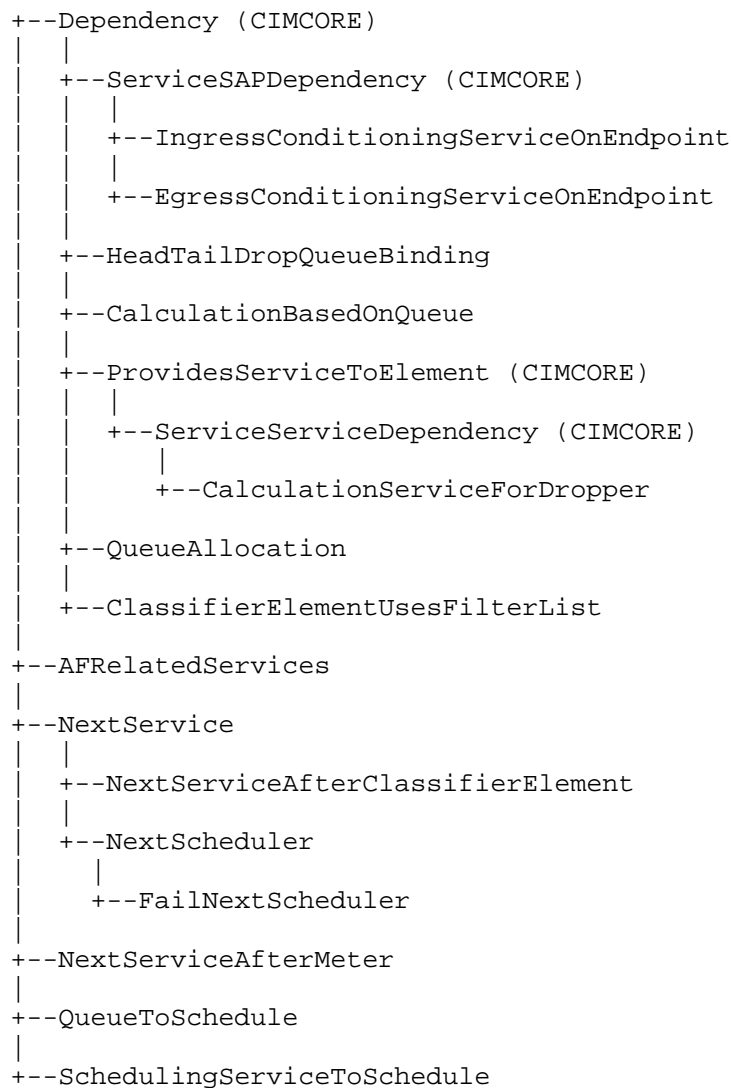 +--Dependency (CIMCORE)
|  |
|  +--ServiceSAPDependency (CIMCORE)
|  |  |
|  |  +--IngressConditioningServiceOnEndpoint
|  |  |
|  |  +--EgressConditioningServiceOnEndpoint
|  |
|  +--HeadTailDropQueueBinding
|  |
|  +--CalculationBasedOnQueue
|  |
|  +--ProvidesServiceToElement (CIMCORE)
|  |  |
|  |  +--ServiceServiceDependency (CIMCORE)
|  |     |
|  |     +--CalculationServiceForDropper
|  |
|  +--QueueAllocation
|  |
|  +--ClassifierElementUsesFilterList
|
+--AFRelatedServices
|
+--NextService
|  |
|  +--NextServiceAfterClassifierElement
|  |
|  +--NextScheduler
|    |
|    +--FailNextScheduler
|
+--NextServiceAfterMeter
|
+--QueueToSchedule
|
+--SchedulingServiceToSchedule